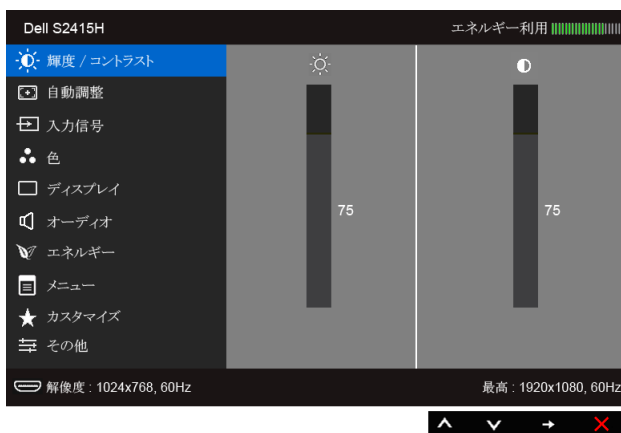 Dell S2415H
エネルギー利用
輝度 / コントラスト
自動調整
入力信号
色
ディスプレイ
オーディオ
エネルギー
メニュー
カスタマイズ
その他
75
75
解像度 : 1024x768, 60Hz
最高 : 1920x1080, 60Hz